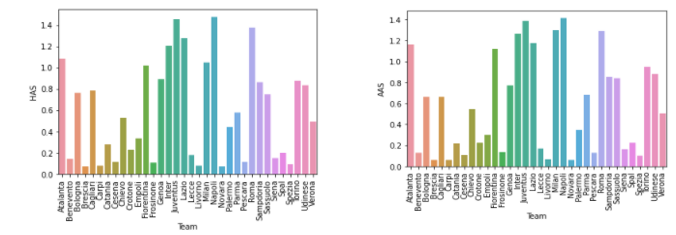 1.4
1.2
1.0
0.8
0.6
0.4
0.2
0.0
HAS
Atalanta
Benevento
Bologna
Brescia
Cagliari
Carpi
Catania
Cesena
Chievo
Crotone
Empoli
Fiorentina
Frosinone
Genoa
Inter
Juventus
Lazio
Lecce
Livorno
Milan
Napoli
Novara
Palermo
Parma
Pescara
Roma
Sampdoria
Sassuolo
Siena
Spal
Spezia
Torino
Udinese
Verona
Team
1.4
1.2
1.0
0.8
0.6
0.4
0.2
0.0
AAS
Atalanta
Benevento
Bologna
Brescia
Cagliari
Carpi
Catania
Cesena
Chievo
Crotone
Empoli
Fiorentina
Frosinone
Genoa
Inter
Juventus
Lazio
Lecce
Livorno
Milan
Napoli
Novara
Palermo
Parma
Pescara
Roma
Sampdoria
Sassuolo
Siena
Spal
Spezia
Torino
Udinese
Verona
Team